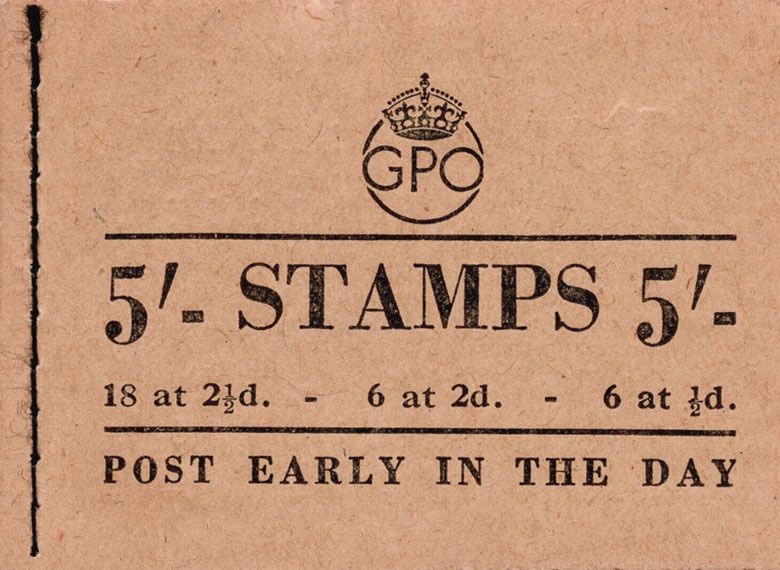 GPO
5/- STAMPS 5/-
18 at 2½d. - 6 at 2d. - 6 at ½d.
POST EARLY IN THE DAY